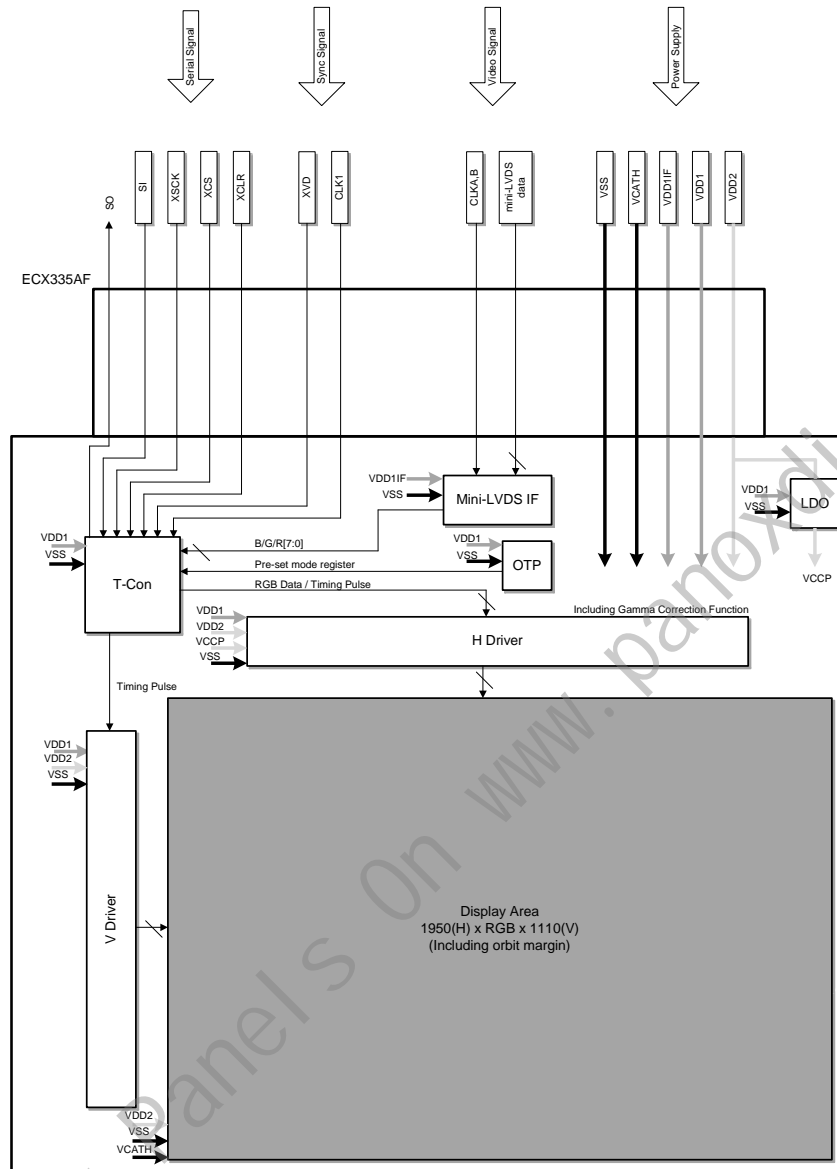 Serial Signal
Sync Signal
Video Signal
Power Supply
SO
SI
XSCK
XCS
XCLR
XVD
CLK1
CLKA,B
mini-LVDS
data
VSS
VCATH
VDD1IF
VDD1
VDD2
ECX335AF
VDD1IF
VSS
Mini-LVDS IF
VDD1
VSS
LDO
VCCP
VDD1
VSS
T-Con
B/G/R[7:0]
VDD1
VSS
OTP
Pre-set mode register
RGB Data / Timing Pulse
Including Gamma Correction Function
VDD1
VDD2
VCCP
VSS
H Driver
Timing Pulse
VDD1
VDD2
VSS
V Driver
Display Area
1950(H) x RGB x 1110(V)
(Including orbit margin)
VDD2
VSS
VCATH
Panels On www.panoxdi